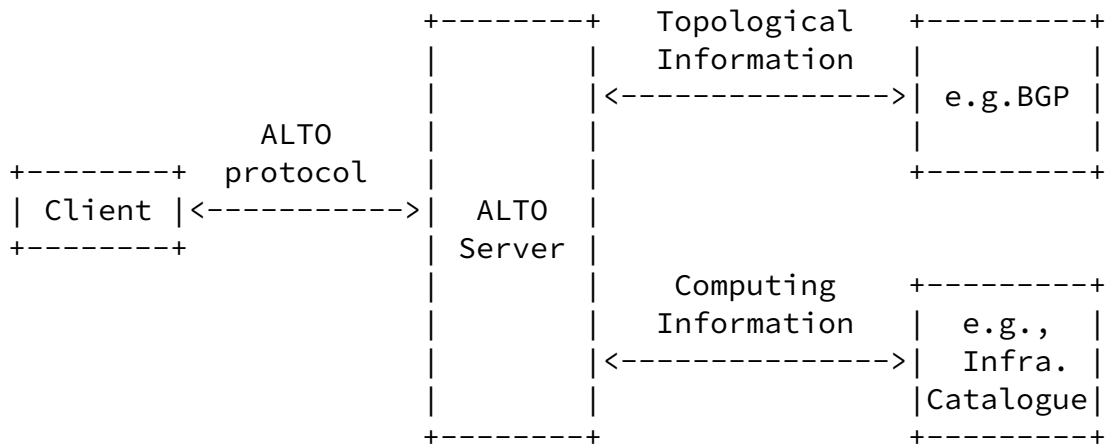 Topological
Information
e.g.BGP
ALTO
protocol
Client
ALTO
Server
Computing
Information
e.g.,
Infra.
Catalogue